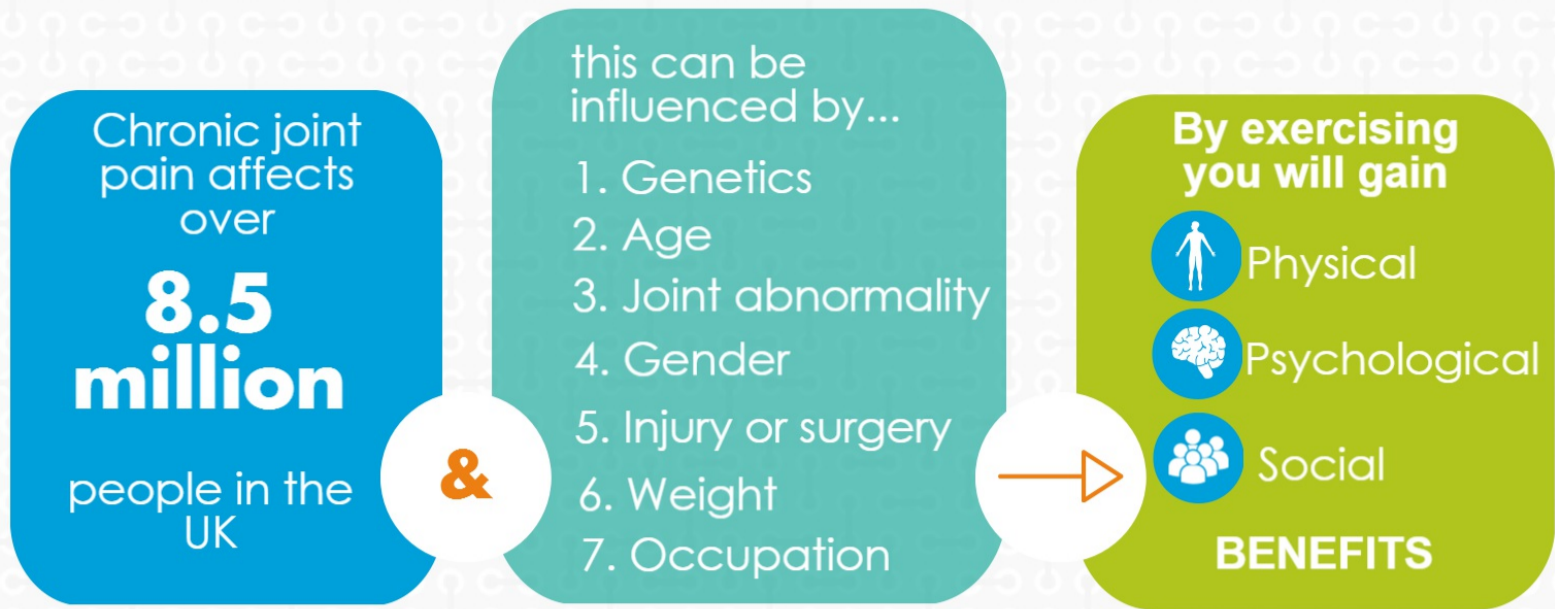 Chronic joint
pain affects
over
8.5
million
people in the
UK
&
this can be
influenced by...
1. Genetics
2. Age
3. Joint abnormality
4. Gender
5. Injury or surgery
6. Weight
7. Occupation
By exercising
you will gain
Physical
Psychological
Social
BENEFITS